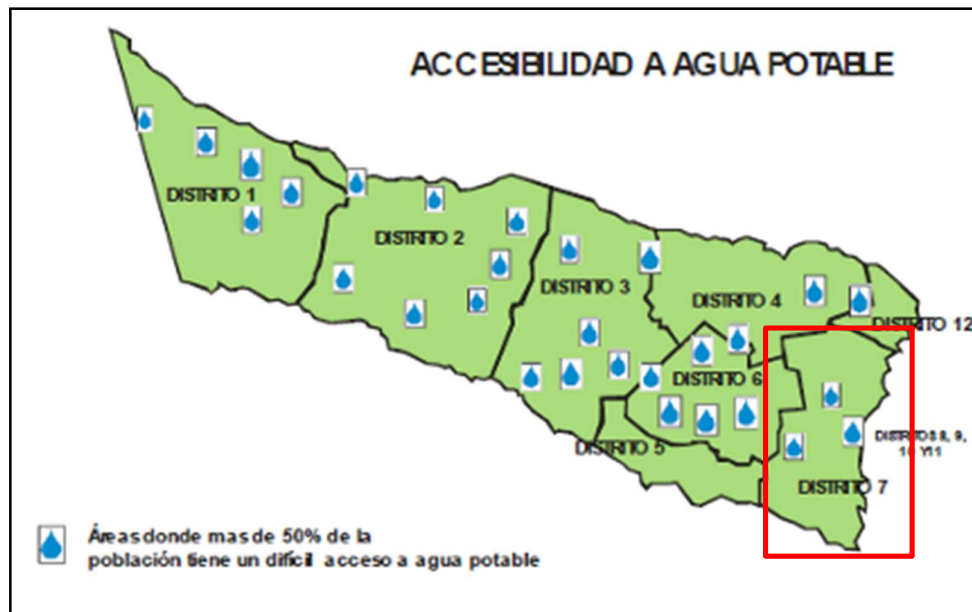 ACCESIBILIDAD A AGUA POTABLE
DISTRITO 1
DISTRITO 2
DISTRITO 3
DISTRITO 4
DISTRITO 12
DISTRITO 6
DISTRITO 5
DISTRITOS 8, 9,
10 Y11
DISTRITO 7
Áreas donde mas de 50% de la
población tiene un difícil acceso a agua potable